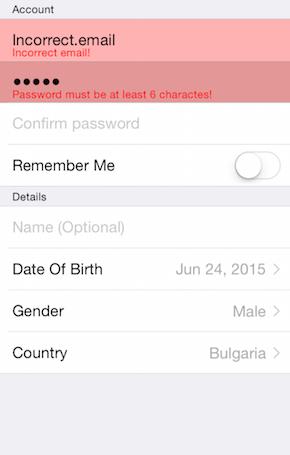 Account
Incorrect.email
Incorrect email!
●●●●●
Password must be at least 6 charactes!
Confirm password
Remember Me
Details
Name (Optional)
Date Of Birth Jun 24, 2015
Gender Male
Country Bulgaria